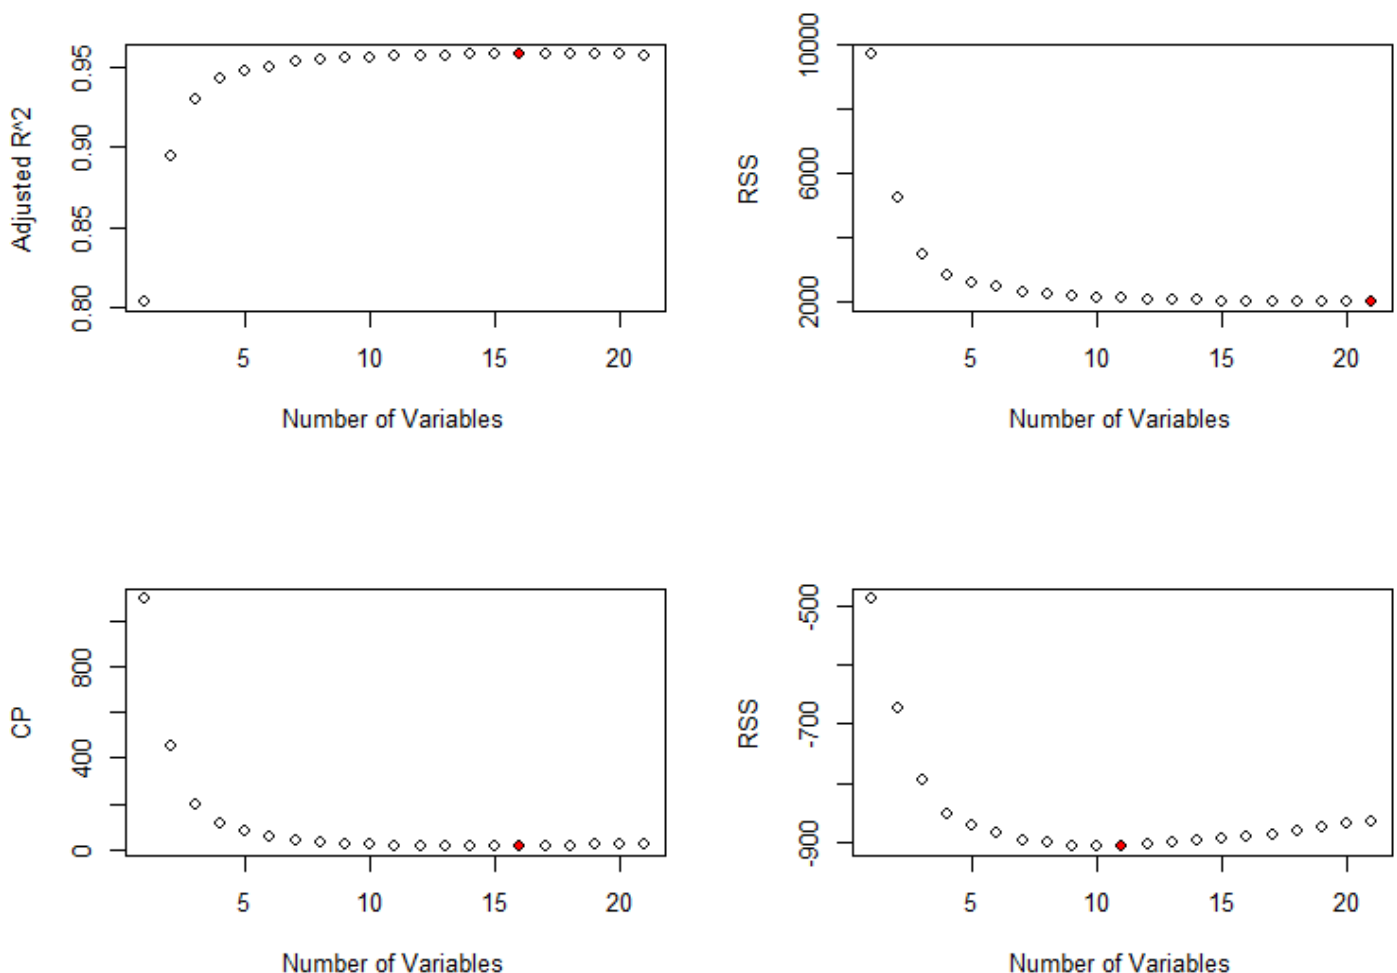 Adjusted R^2
0.95
0.90
0.85
0.80
5 10 15 20
Number of Variables
RSS
10000
6000
2000
5 10 15 20
Number of Variables
CP
800
400
0
5 10 15 20
Number of Variables
RSS
-500
-700
-900
5 10 15 20
Number of Variables